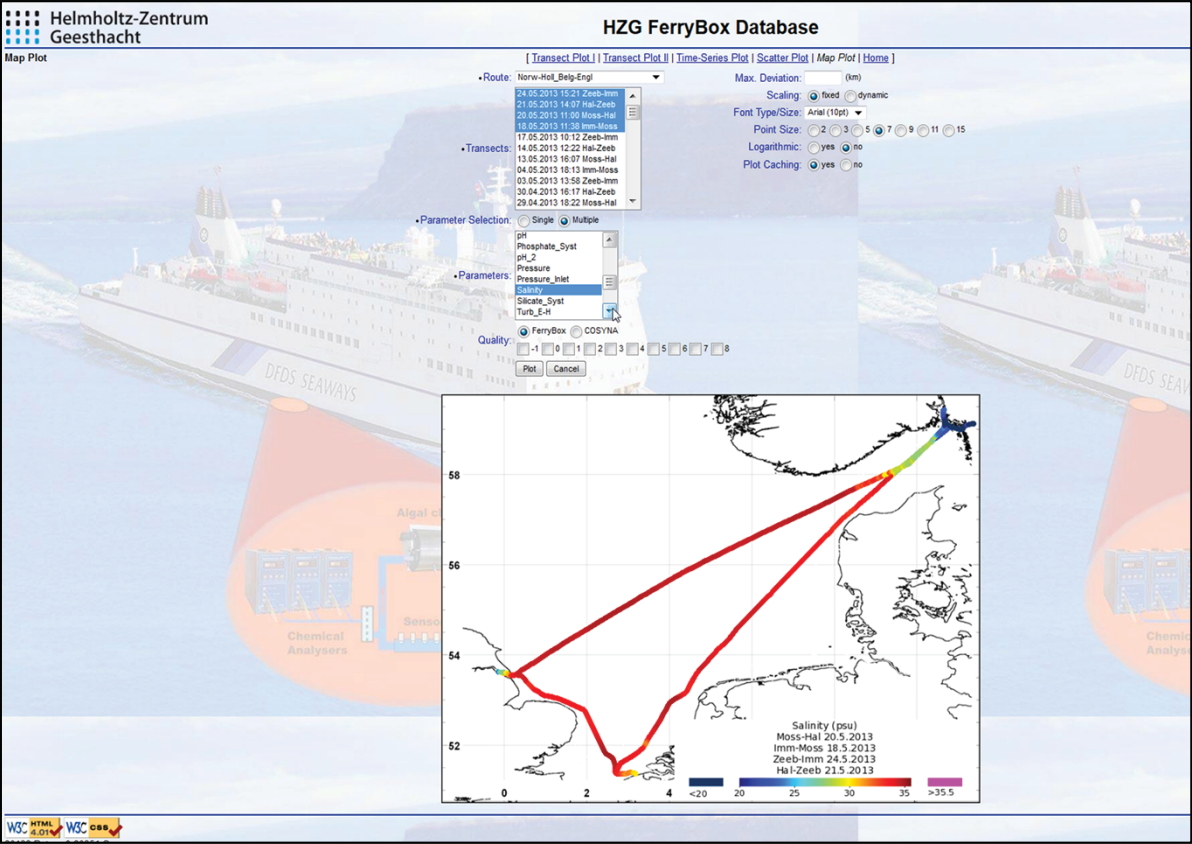 Helmholtz-Zentrum
Geesthacht
HZG FerryBox Database
Map Plot
[ Transect Plot I | Transect Plot II | Time-Series Plot | Scatter Plot | Map Plot | Home ]
•Route: Norw-Holl_Belg-Engl
Max. Deviation: (km)
Scaling: fixed dynamic
Font Type/Size: Arial (10pt)
Point Size: 2 3 5 7 9 11 15
Logarithmic: yes no
Plot Caching: yes no
•Transects:
24.05.2013 15:21 Zeeb-Imm
21.05.2013 14:07 Hal-Zeeb
20.05.2013 11:00 Moss-Hal
18.05.2013 11:38 Imm-Moss
17.05.2013 10:12 Zeeb-Imm
14.05.2013 12:22 Hal-Zeeb
13.05.2013 16:07 Moss-Hal
04.05.2013 18:13 Imm-Moss
03.05.2013 13:58 Zeeb-Imm
30.04.2013 16:17 Hal-Zeeb
29.04.2013 18:22 Moss-Hal
•Parameter Selection: Single Multiple
•Parameters:
pH
Phosphate_Syst
pH_2
Pressure
Pressure_Inlet
Salinity
Silicate_Syst
Turb_E-H
Quality: FerryBox COSYNA
-1 0 1 2 3 4 5 6 7 8
Plot Cancel
DFDS SEAWAYS
DFDS SEAWAYS
Algal
Chemical
Analysers
Senso
Chemic
Analyse
58
56
54
52
0 2 4
Salinity (psu)
Moss-Hal 20.5.2013
Imm-Moss 18.5.2013
Zeeb-Imm 24.5.2013
Hal-Zeeb 21.5.2013
<20 20 25 30 35 >35.5
W3C HTML 4.01 W3C CSS